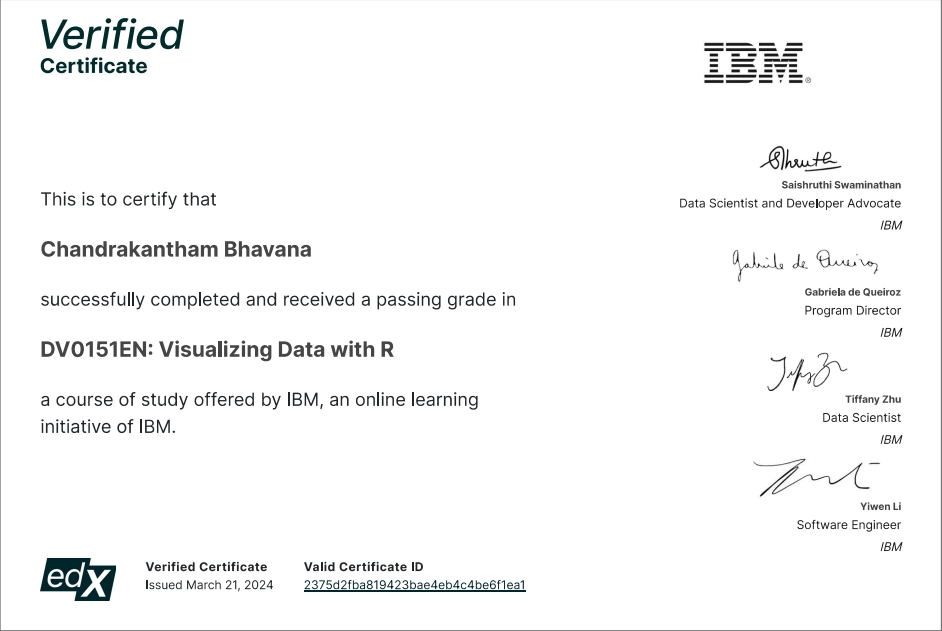 Verified
Certificate
IBM®
This is to certify that
Chandrakantham Bhavana
successfully completed and received a passing grade in
DV0151EN: Visualizing Data with R
a course of study offered by IBM, an online learning
initiative of IBM.
Saishruthi Swaminathan
Data Scientist and Developer Advocate
IBM
Gabriela de Queiroz
Gabriela de Queiroz
Program Director
IBM
Tiffany Zhu
Data Scientist
IBM
Yiwen Li
Software Engineer
IBM
edX
Verified Certificate
Issued March 21, 2024
Valid Certificate ID
2375d2fba819423bae4eb4c4be6f1ea1